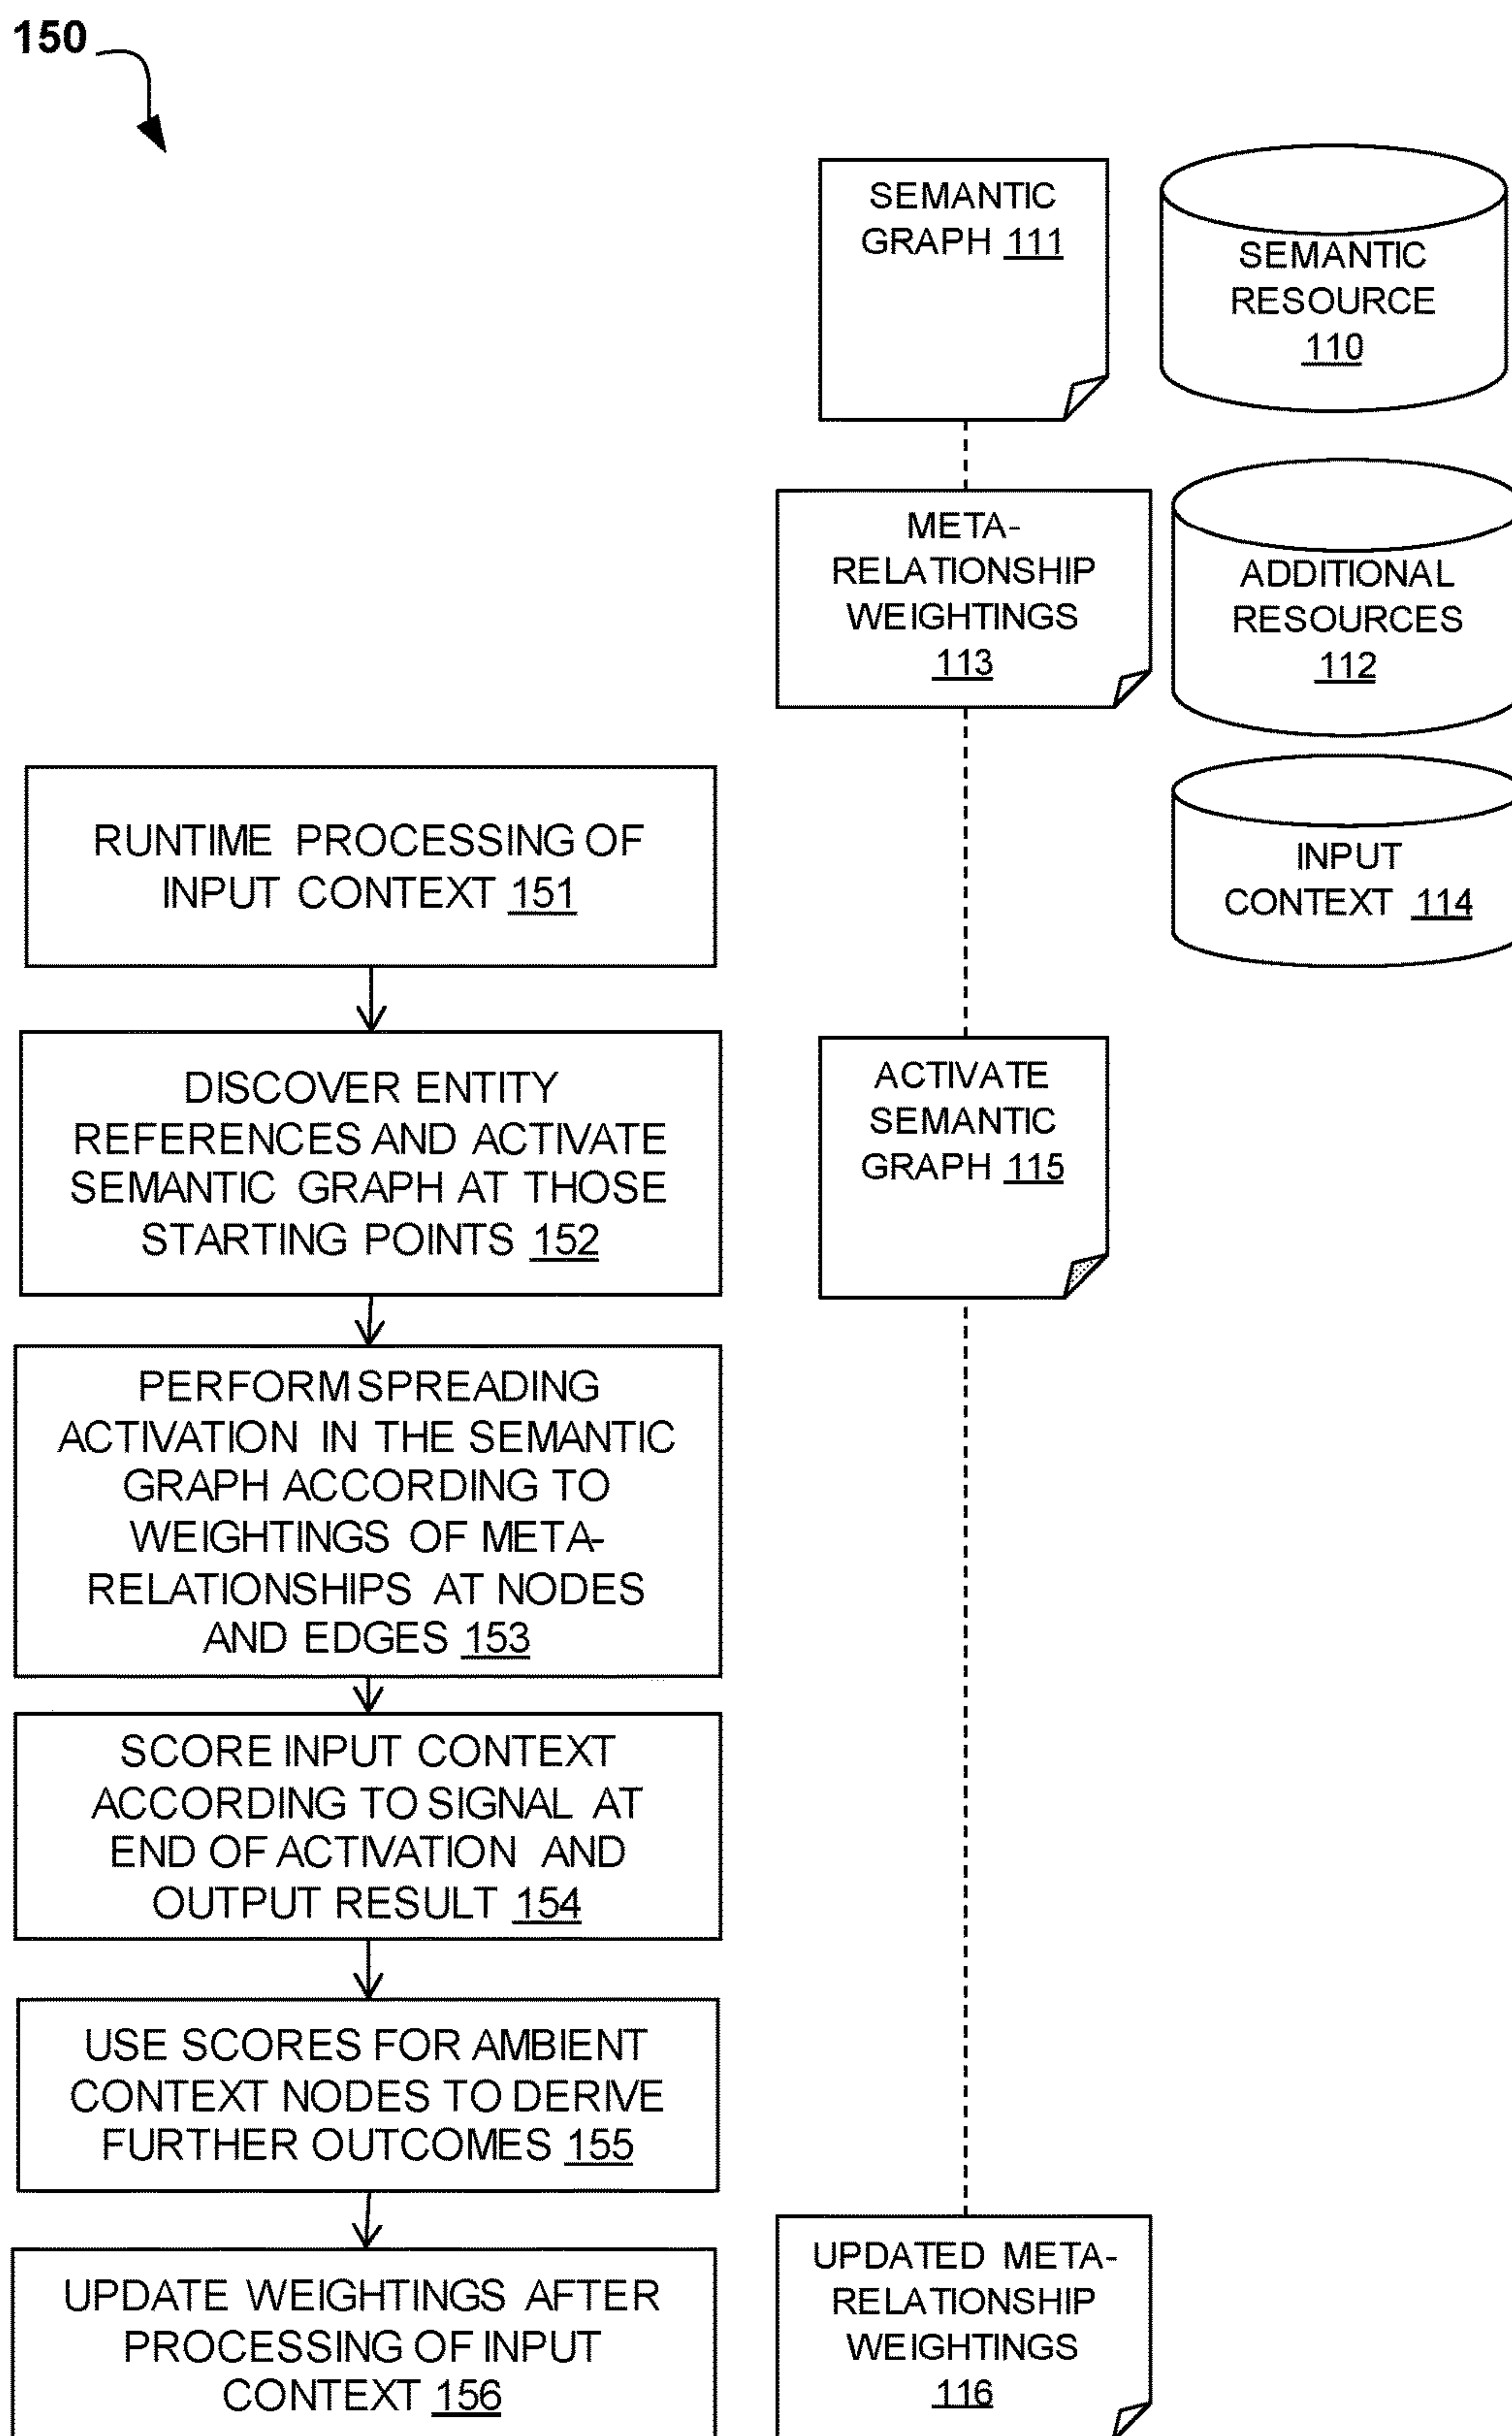 150
SEMANTIC
GRAPH 111
SEMANTIC
RESOURCE
110
META-
RELATIONSHIP
WEIGHTINGS
113
ADDITIONAL
RESOURCES
112
RUNTIME PROCESSING OF
INPUT CONTEXT 151
INPUT
CONTEXT 114
DISCOVER ENTITY
REFERENCES AND ACTIVATE
SEMANTIC GRAPH AT THOSE
STARTING POINTS 152
ACTIVATE
SEMANTIC
GRAPH 115
PERFORM SPREADING
ACTIVATION IN THE SEMANTIC
GRAPH ACCORDING TO
WEIGHTINGS OF META-
RELATIONSHIPS AT NODES
AND EDGES 153
SCORE INPUT CONTEXT
ACCORDING TO SIGNAL AT
END OF ACTIVATION AND
OUTPUT RESULT 154
USE SCORES FOR AMBIENT
CONTEXT NODES TO DERIVE
FURTHER OUTCOMES 155
UPDATE WEIGHTINGS AFTER
PROCESSING OF INPUT
CONTEXT 156
UPDATED META-
RELATIONSHIP
WEIGHTINGS
116